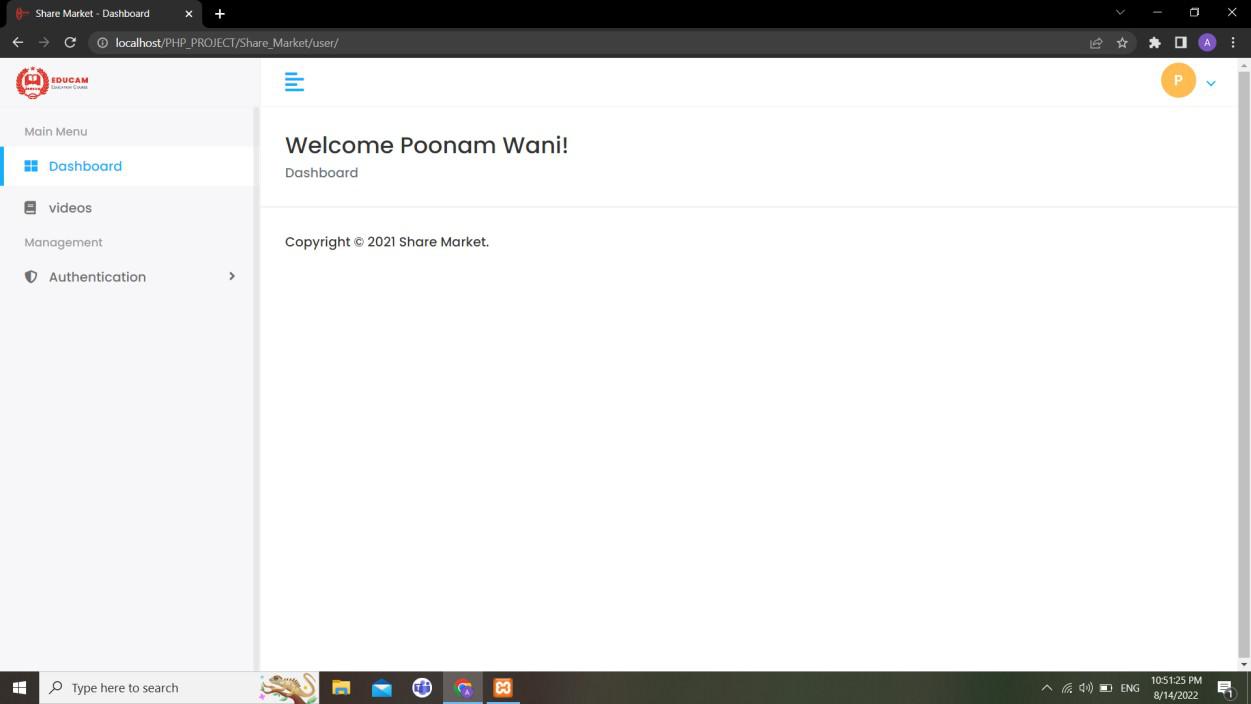 Share Market - Dashboard
localhost/PHP_PROJECT/Share_Market/user/
A
EDUCAM
P
Main Menu
Dashboard
videos
Management
Authentication
Welcome Poonam Wani!
Dashboard
Copyright © 2021 Share Market.
Type here to search
ENG
10:51:25 PM
8/14/2022
1